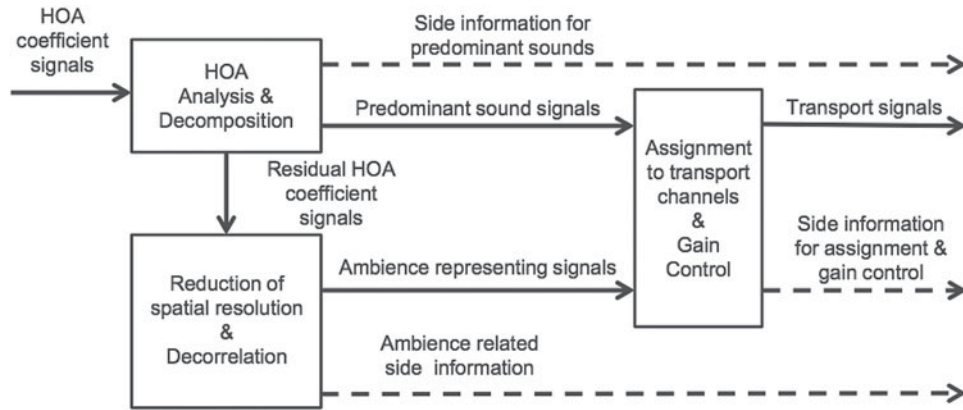 HOA
coefficient
signals
HOA
Analysis &
Decomposition
Side information for
predominant sounds
Predominant sound signals
Residual HOA
coefficient
signals
Reduction of
spatial resolution
&
Decorrelation
Ambience representing signals
Ambience related
side information
Assignment
to transport
channels
&
Gain
Control
Transport signals
Side information
for assignment &
gain control